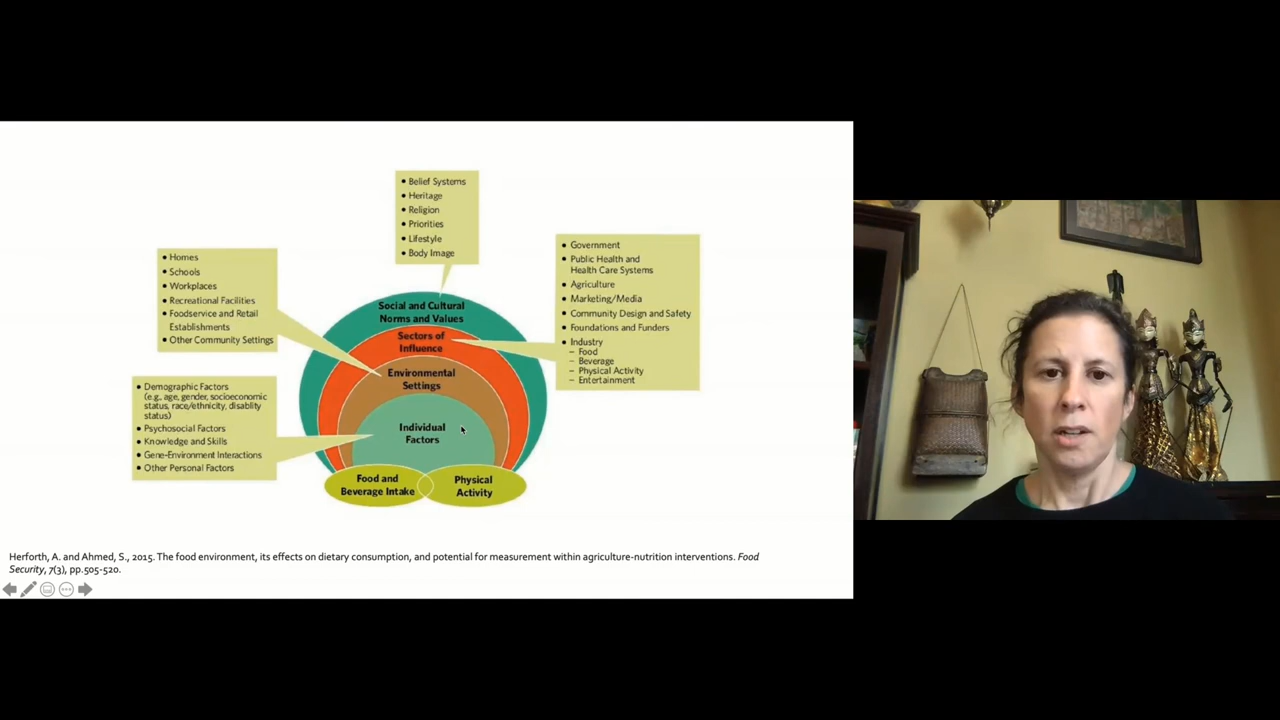 • Belief Systems
• Heritage
• Religion
• Priorities
• Lifestyle
• Body Image
• Homes
• Schools
• Workplaces
• Recreational Facilities
• Foodservice and Retail
Establishments
• Other Community Settings
• Government
• Public Health and
Health Care Systems
• Agriculture
• Marketing/Media
• Community Design and Safety
• Foundations and Funders
• Industry
– Food
– Beverage
– Physical Activity
– Entertainment
• Demographic Factors
(e.g., age, gender, socioeconomic
status, race/ethnicity, disablity
status)
• Psychosocial Factors
• Knowledge and Skills
• Gene-Environment Interactions
• Other Personal Factors
Social and Cultural
Norms and Values
Sectors of
Influence
Environmental
Settings
Individual
Factors
Food and
Beverage Intake
Physical
Activity
Herforth, A. and Ahmed, S., 2015. The food environment, its effects on dietary consumption, and potential for measurement within agriculture-nutrition interventions. Food
Security, 7(3), pp.505-520.